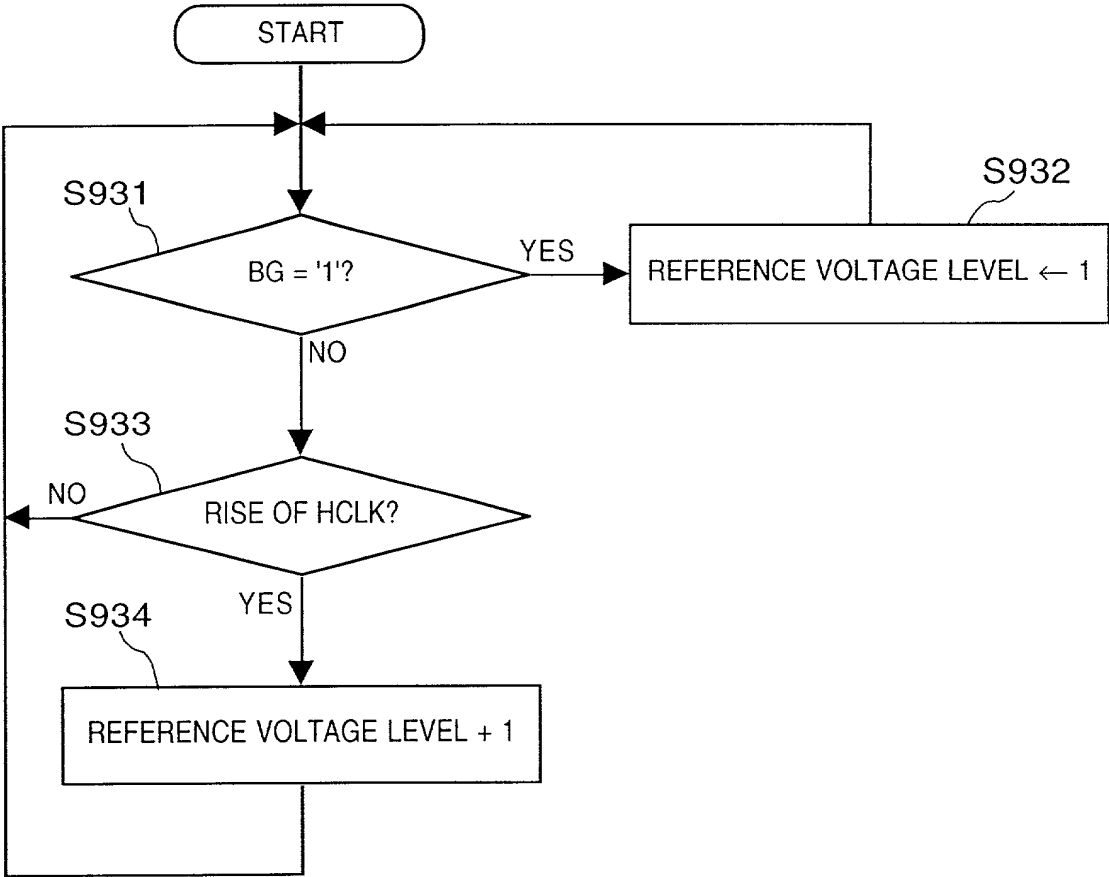 START
S931
S932
BG = '1'?
YES
REFERENCE VOLTAGE LEVEL ← 1
NO
S933
NO
RISE OF HCLK?
YES
S934
REFERENCE VOLTAGE LEVEL + 1